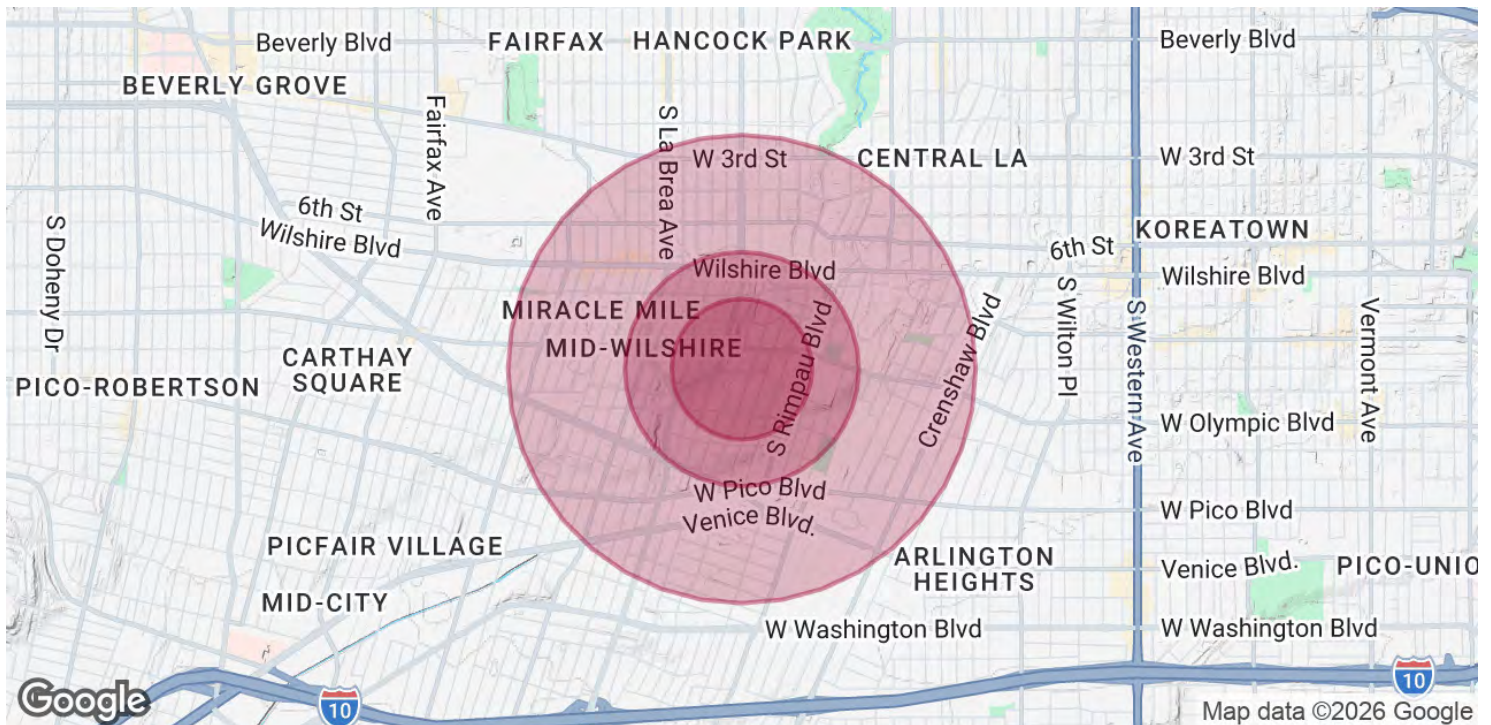 Beverly Blvd
FAIRFAX
HANCOCK PARK
Beverly Blvd
BEVERLY GROVE
Fairfax Ave
S La Brea Ave
W 3rd St
CENTRAL LA
W 3rd St
S Doheny Dr
6th St
Wilshire Blvd
KOREATOWN
6th St
Wilshire Blvd
Wilshire Blvd
MIRACLE MILE
MID-WILSHIRE
S Rimpau Blvd
Crenshaw Blvd
S Wilton Pl
S Western Ave
Vermont Ave
CARTHAY
SQUARE
PICO-ROBERTSON
W Olympic Blvd
W Pico Blvd
Venice Blvd.
W Pico Blvd
PICFAIR VILLAGE
ARLINGTON
HEIGHTS
Venice Blvd.
PICO-UNIO
MID-CITY
W Washington Blvd
W Washington Blvd
10
10
Google
Map data ©2026 Google